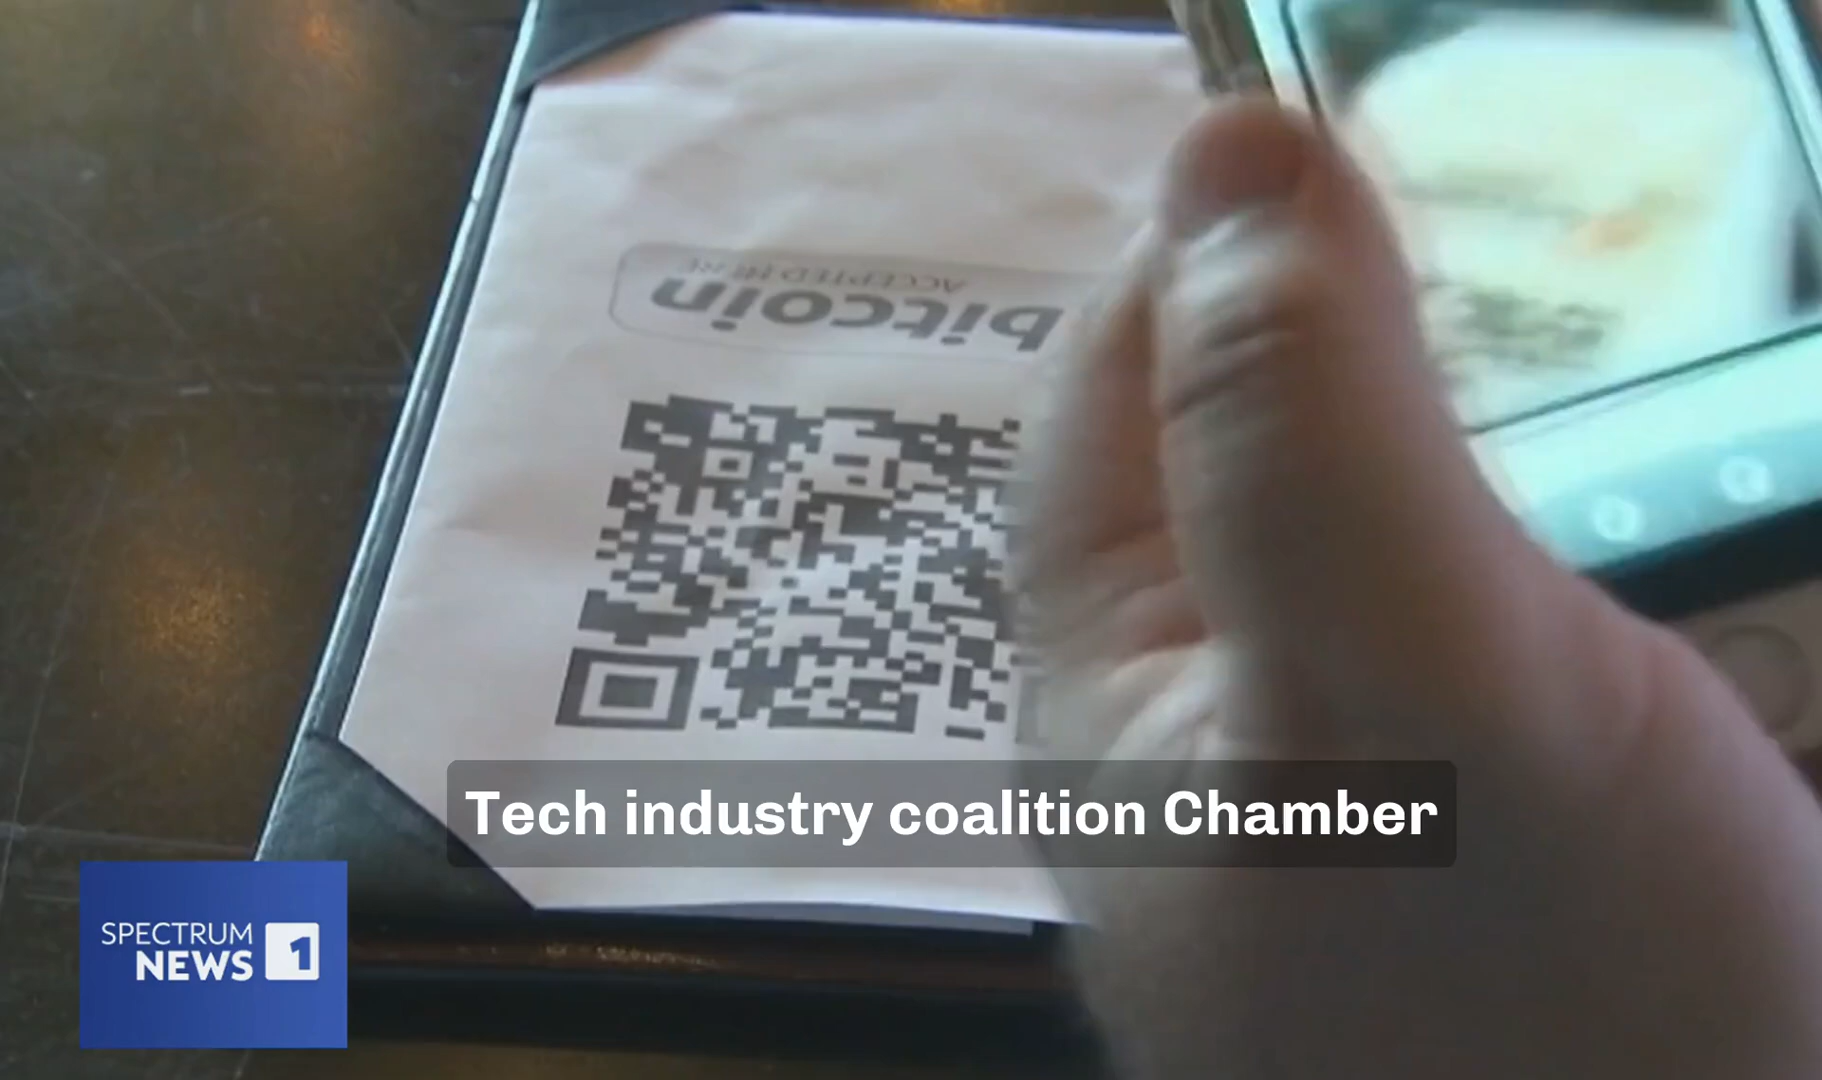 bitcoin
ACCEPTED HERE
Tech industry coalition Chamber
SPECTRUM
NEWS 1